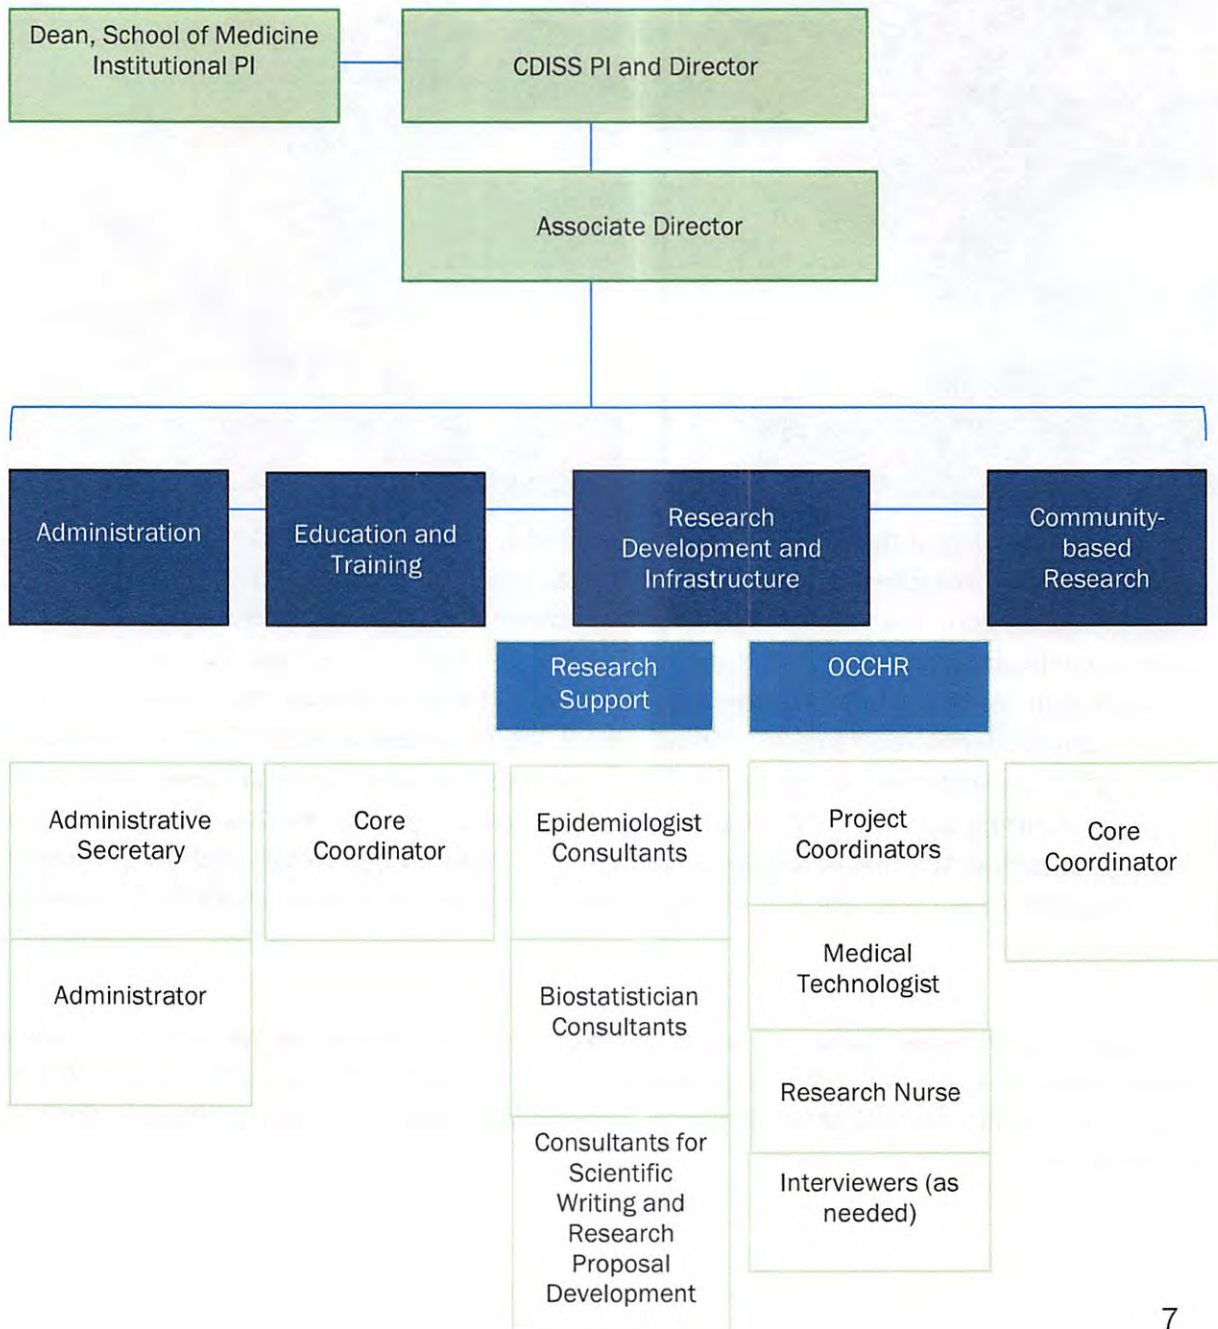 Dean, School of Medicine
Institutional PI
CDISS PI and Director
Associate Director
Administration
Education and
Training
Research
Development and
Infrastructure
Community-
based
Research
Research
Support
OCCHR
Administrative
Secretary
Core
Coordinator
Epidemiologist
Consultants
Project
Coordinators
Core
Coordinator
Administrator
Biostatistician
Consultants
Medical
Technologist
Research Nurse
Consultants for
Scientific
Writing and
Research
Proposal
Development
Interviewers (as
needed)
7